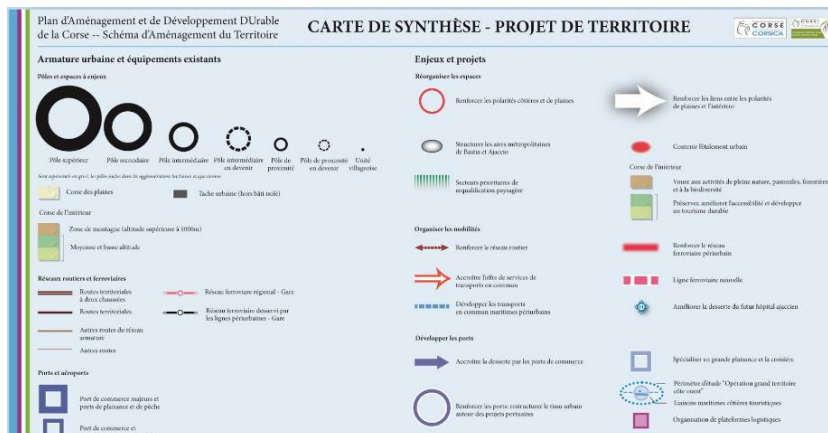 Plan d'Aménagement et de Développement DUrable
de la Corse -- Schéma d'Aménagement du Territoire
CARTE DE SYNTHÈSE - PROJET DE TERRITOIRE
CORSE
CORSICA
Armature urbaine et équipements existants
Pôles et espaces à enjeux
Pôle supérieur
Pôle secondaire
Pôle intermédiaire
Pôle intermédiaire
en devenir
Pôle de
proximité
Pôle de proximité
en devenir
Unité
villageoise
Corse des plaines
Tache urbaine (hors bâti isolé)
Corse de l'intérieur
Zone de montagne (altitude supérieure à 1000m)
Moyenne et basse altitude
Réseaux routiers et ferroviaires
Routes territoriales
à deux chaussées
Routes territoriales
Autres routes du réseau
armature
Autres routes
Réseau ferroviaire régional - Gare
Réseau ferroviaire desservi par
les lignes périurbaines - Gare
Ports et aéroports
Port de commerce majeurs et
ports de plaisance et de pêche
Port de commerce et
Enjeux et projets
Réorganiser les espaces
Renforcer les polarités côtières et de plaines
Structurer les aires métropolitaines
de Bastia et Ajaccio
Secteurs prioritaires de
requalification paysagère
Renforcer les liens entre les polarités
de plaines et l'intérieur
Contenir l'étalement urbain
Corse de l'intérieur
Vouer aux activités de pleine nature, pastorales, forestière
et à la biodiversité
Préserver, améliorer l'accessibilité et développer
un tourisme durable
Organiser les mobilités
Renforcer le réseau routier
Accroître l'offre de services de
transports en commun
Développer les transports
en commun maritimes périurbains
Renforcer le réseau
ferroviaire périurbain
Ligne ferroviaire nouvelle
Améliorer la desserte du futur hôpital ajaccien
Développer les ports
Accroître la desserte par les ports de commerce
Renforcer les ports: restructurer le tissu urbain
autour des projets portuaires
Spécialiser en grande plaisance et la croisière
Périmètre d'étude "Opération grand territoire
côte ouest"
Liaisons maritimes côtières touristiques
Organisation de plateformes logistiques